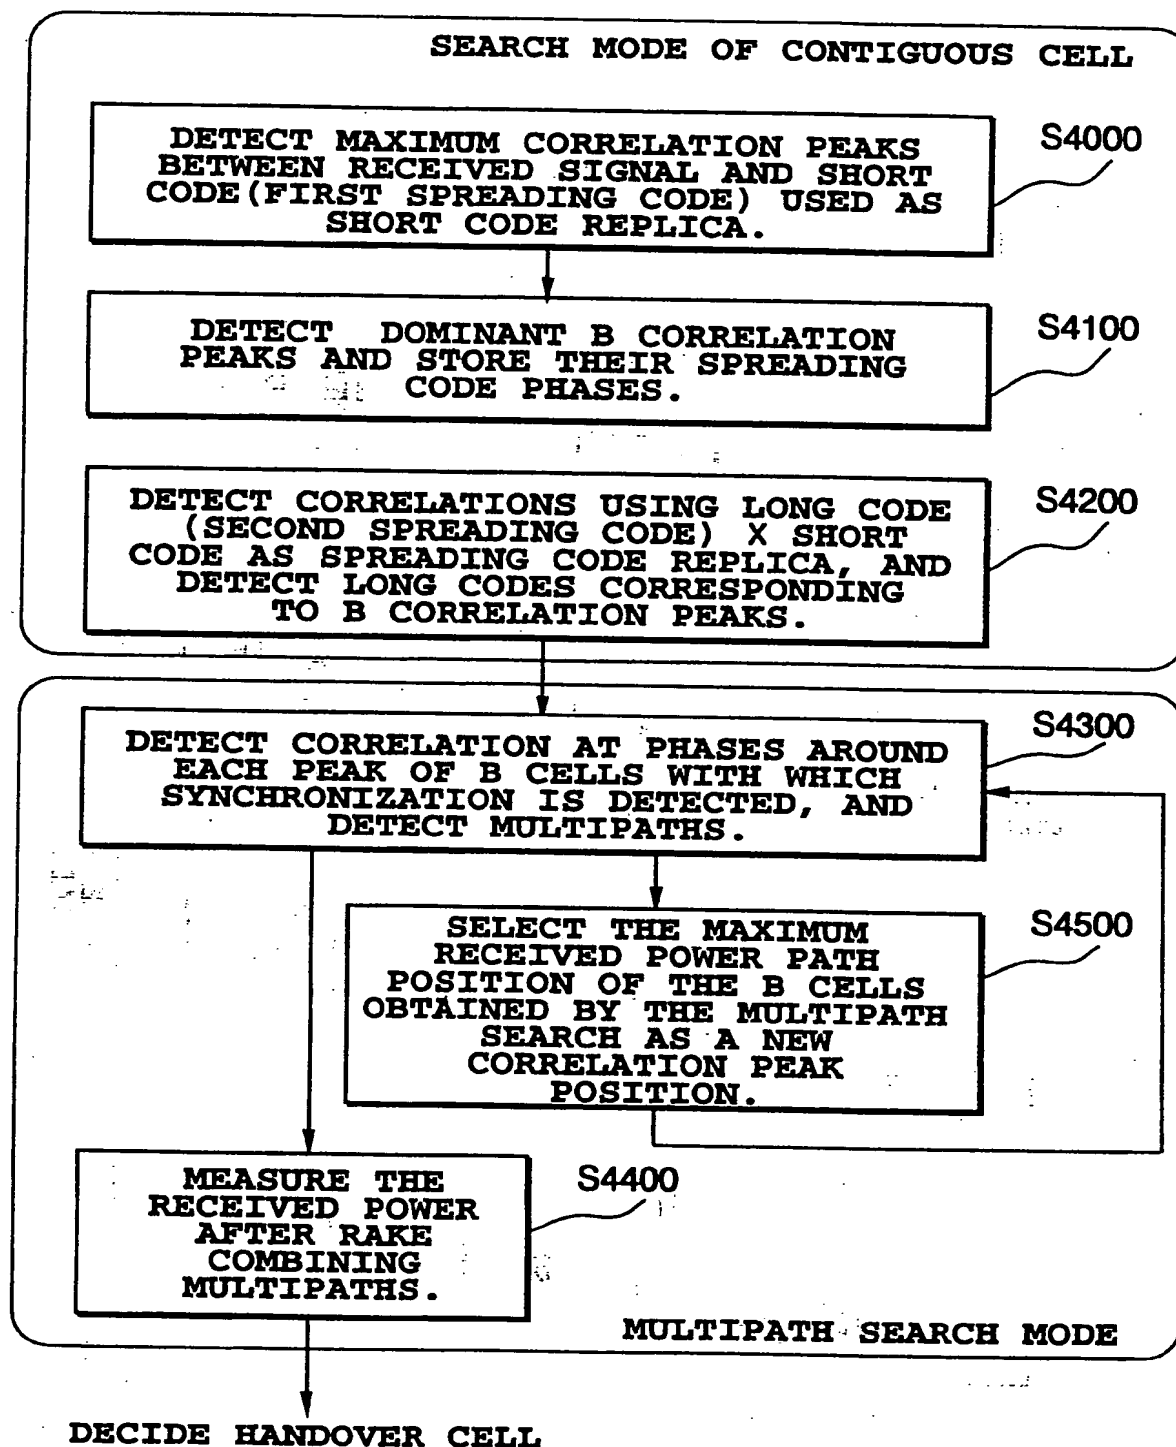 SEARCH MODE OF CONTIGUOUS CELL
DETECT MAXIMUM CORRELATION PEAKS
BETWEEN RECEIVED SIGNAL AND SHORT
CODE(FIRST SPREADING CODE) USED AS
SHORT CODE REPLICA.
S4000
DETECT DOMINANT B CORRELATION
PEAKS AND STORE THEIR SPREADING
CODE PHASES.
S4100
DETECT CORRELATIONS USING LONG CODE
(SECOND SPREADING CODE) X SHORT
CODE AS SPREADING CODE REPLICA, AND
DETECT LONG CODES CORRESPONDING
TO B CORRELATION PEAKS.
S4200
DETECT CORRELATION AT PHASES AROUND
EACH PEAK OF B CELLS WITH WHICH
SYNCHRONIZATION IS DETECTED, AND
DETECT MULTIPATHS.
S4300
SELECT THE MAXIMUM
RECEIVED POWER PATH
POSITION OF THE B CELLS
OBTAINED BY THE MULTIPATH
SEARCH AS A NEW
CORRELATION PEAK
POSITION.
S4500
MEASURE THE
RECEIVED POWER
AFTER RAKE
COMBINING
MULTIPATHS.
S4400
MULTIPATH SEARCH MODE
DECIDE HANDOVER CELL